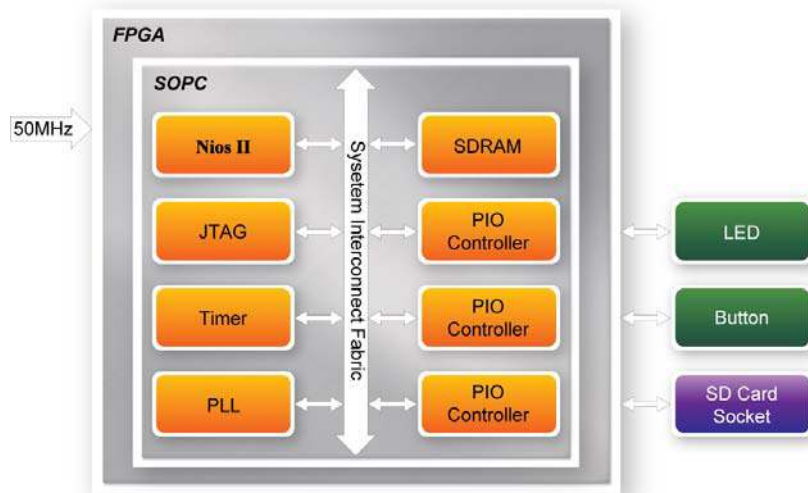 FPGA
SOPC
50MHz
Nios II
SDRAM
JTAG
PIO
Controller
LED
Timer
PIO
Controller
Button
PLL
PIO
Controller
SD Card
Socket
Sysetem Interconnect Fabric